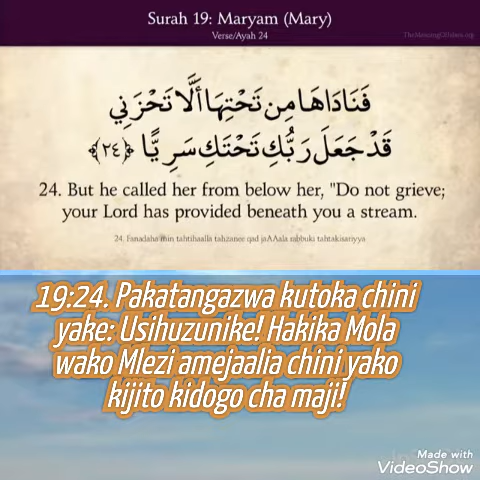 Surah 19: Maryam (Mary)
Verse/Ayah 24
TheMessageOfIslam.org
فَنَادَاهَا مِن تَحْتِهَا أَلَّا تَحْزَنِي
قَدْ جَعَلَ رَبُّكِ تَحْتَكِ سَرِيًّا ﴿٢٤﴾
24. But he called her from below her, "Do not grieve;
your Lord has provided beneath you a stream.
24. Fanadaha min tahtihaalla tahzanee qad jaAAala rabbuki tahtakisariyya
19:24. Pakatangazwa kutoka chini
yake: Usihuzunike! Hakika Mola
wako Mlezi amejaalia chini yako
kijito kidogo cha maji!
Made with
VideoShow